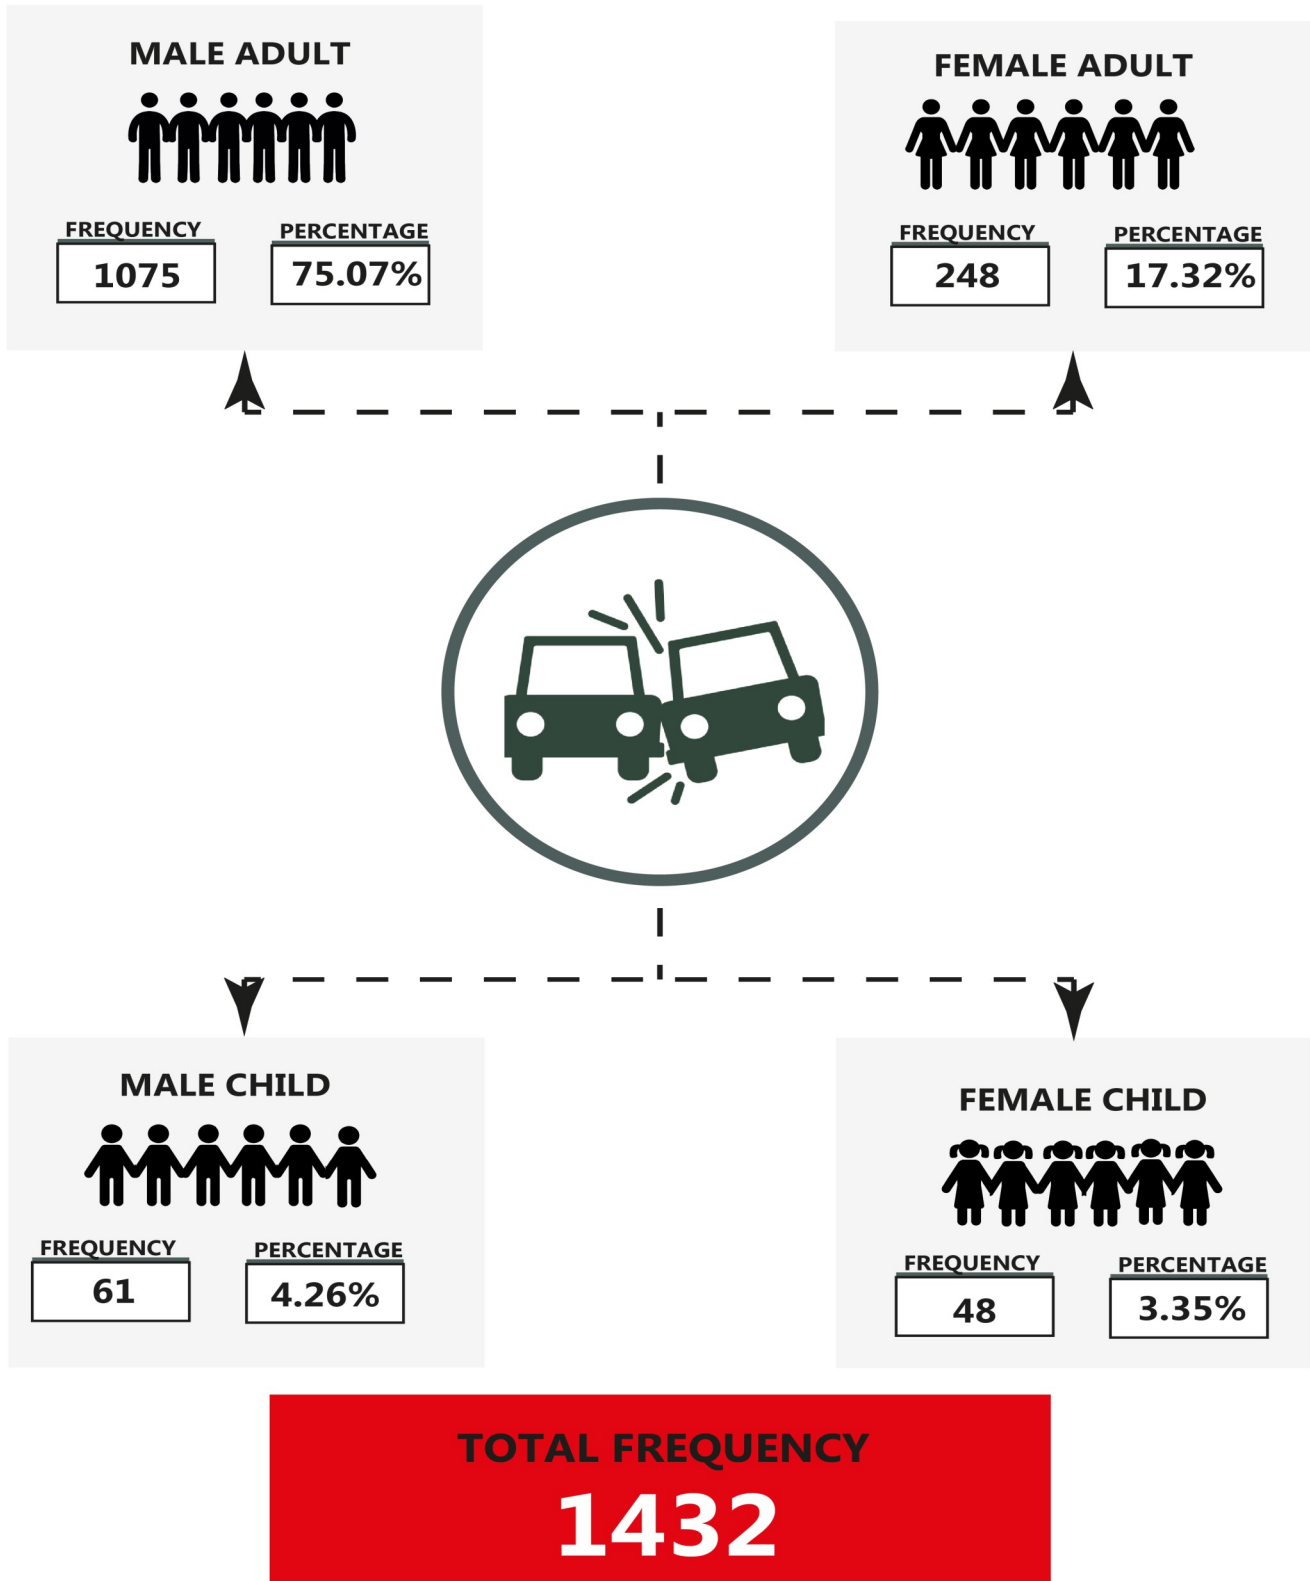 MALE ADULT
FREQUENCY
PERCENTAGE
1075
75.07%
FEMALE ADULT
FREQUENCY
PERCENTAGE
248
17.32%
MALE CHILD
FREQUENCY
PERCENTAGE
61
4.26%
FEMALE CHILD
FREQUENCY
PERCENTAGE
48
3.35%
TOTAL FREQUENCY
1432